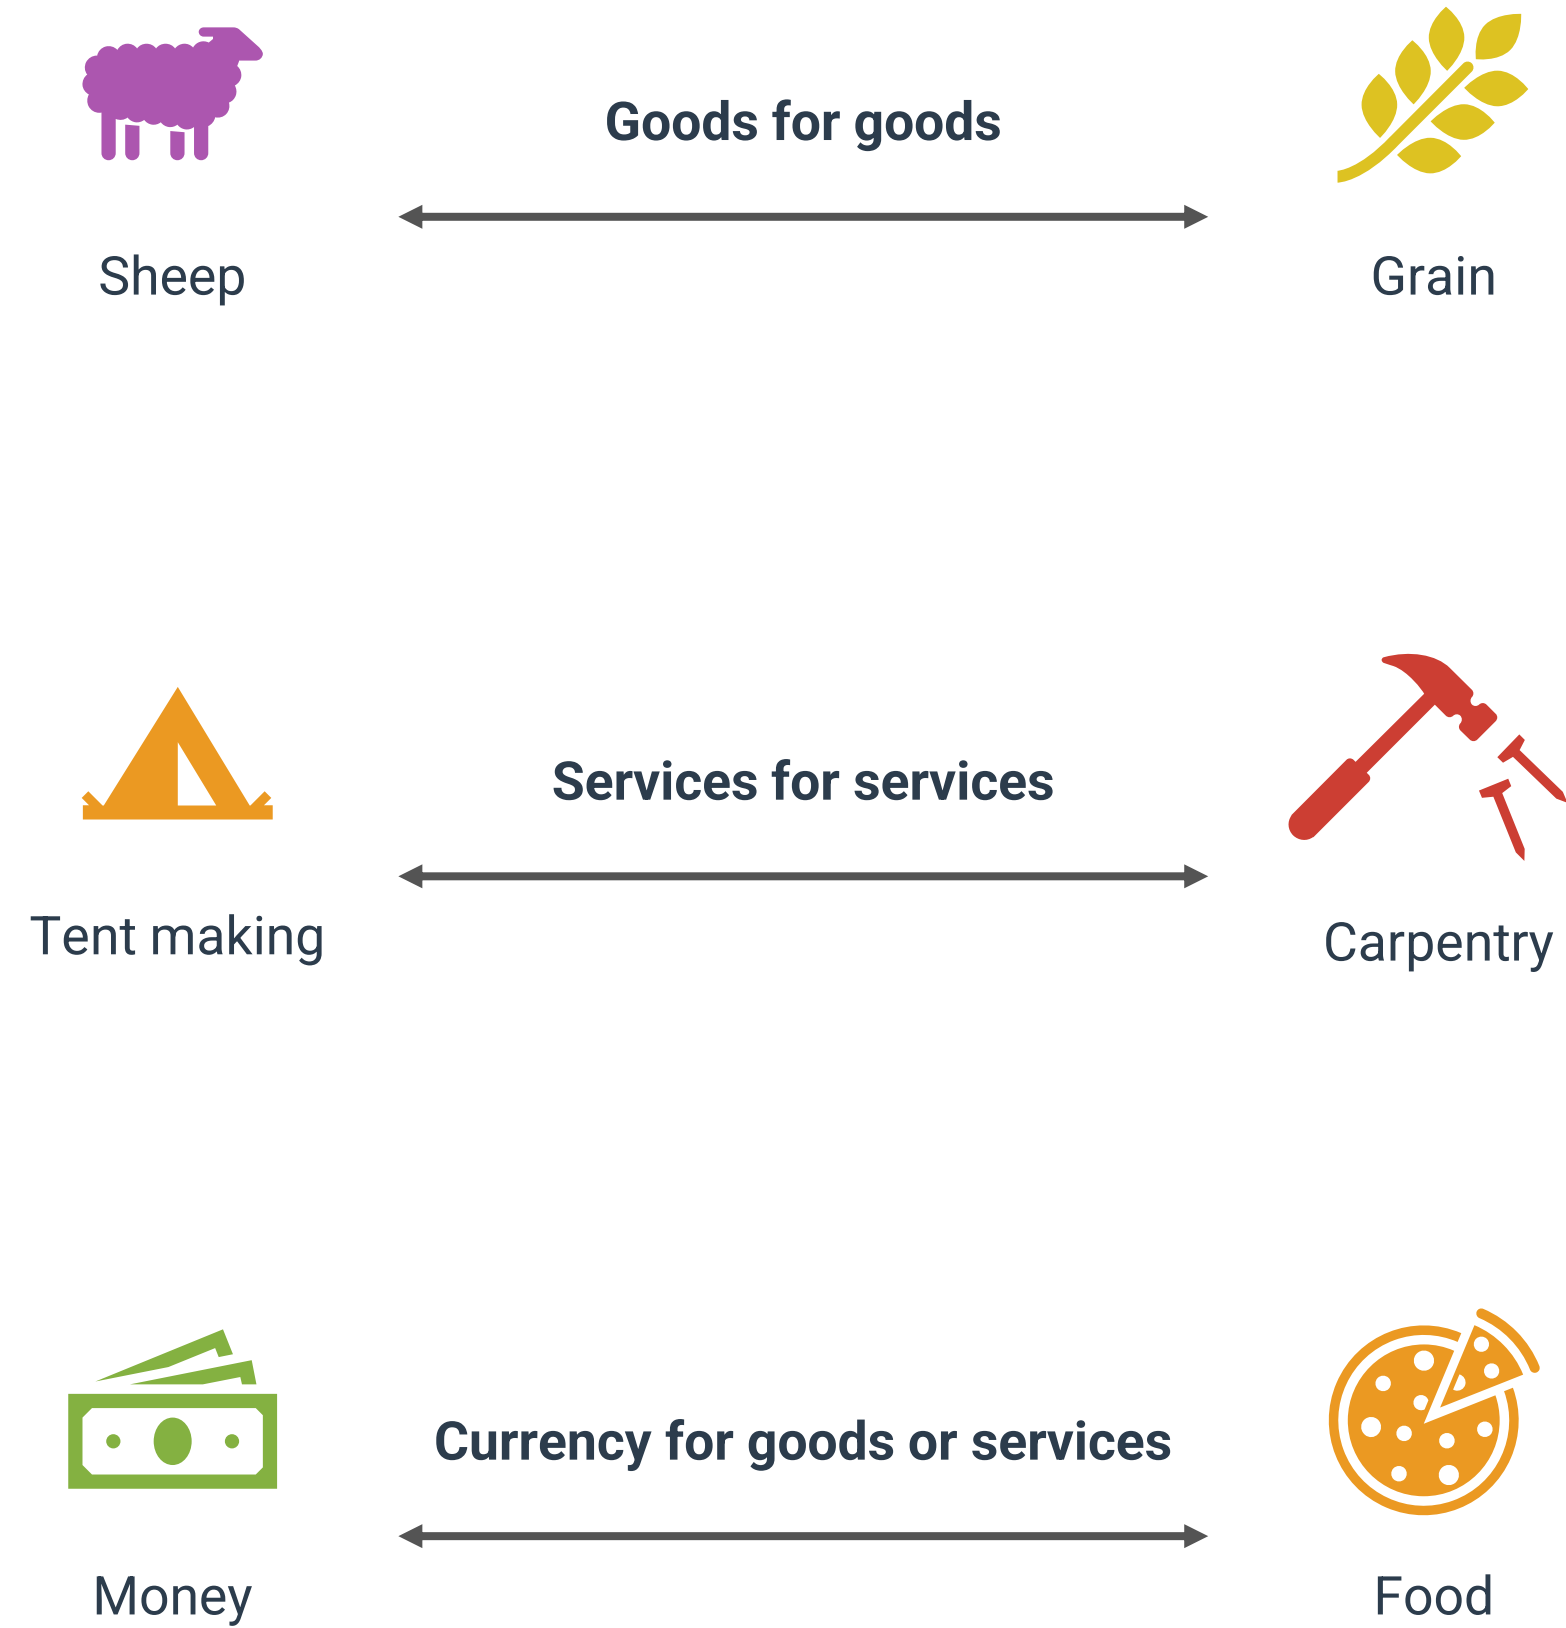 Goods for goods
Sheep
Grain
Services for services
Tent making
Carpentry
Currency for goods or services
Money
Food